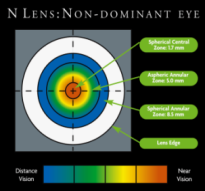 N LENS: NON-DOMINANT EYE
Spherical Central
Zone: 1.7 mm
Aspheric Annular
Zone: 5.0 mm
Spherical Annular
Zone: 8.5 mm
Lens Edge
Distance
Vision
Near
Vision